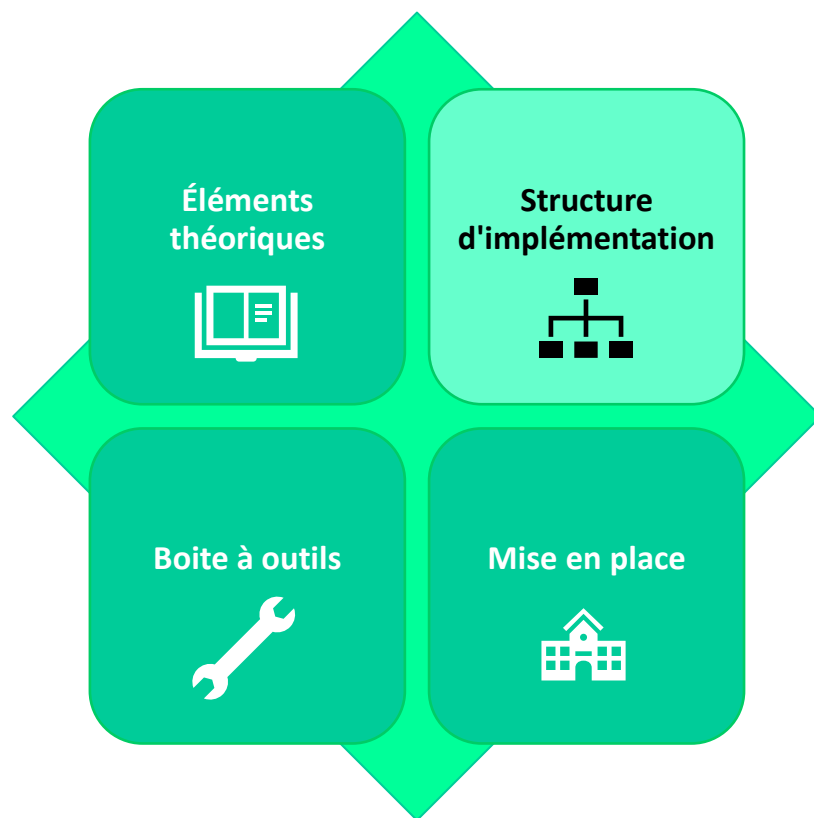 Éléments
théoriques
Structure
d'implémentation
Boite à outils
Mise en place